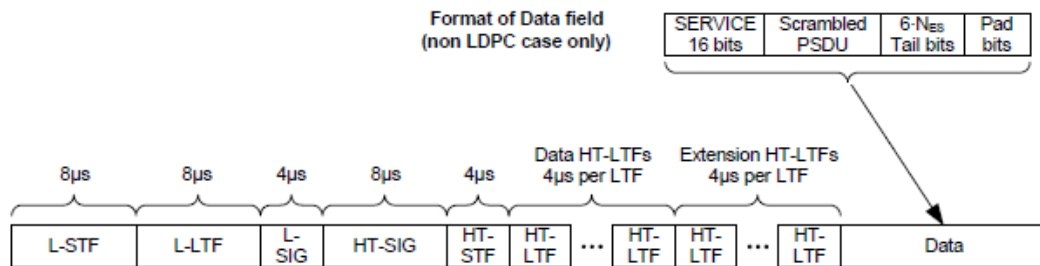 Format of Data field
(non LDPC case only)
SERVICE 16 bits
Scrambled PSDU
6·NES Tail bits
Pad bits
Data HT-LTFs
4µs per LTF
Extension HT-LTFs
4µs per LTF
8µs 8µs 4µs 8µs 4µs
L-STF
L-LTF
L-SIG
HT-SIG
HT-STF
HT-LTF
...
HT-LTF
HT-LTF
...
HT-LTF
Data